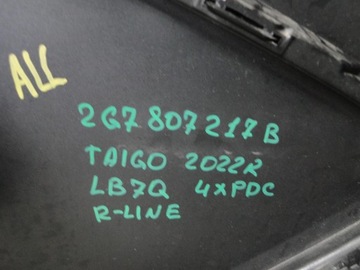 ALL
2G7 807 217 B
TAIGO 2022R
LB7Q 4xPDC
R-LINE